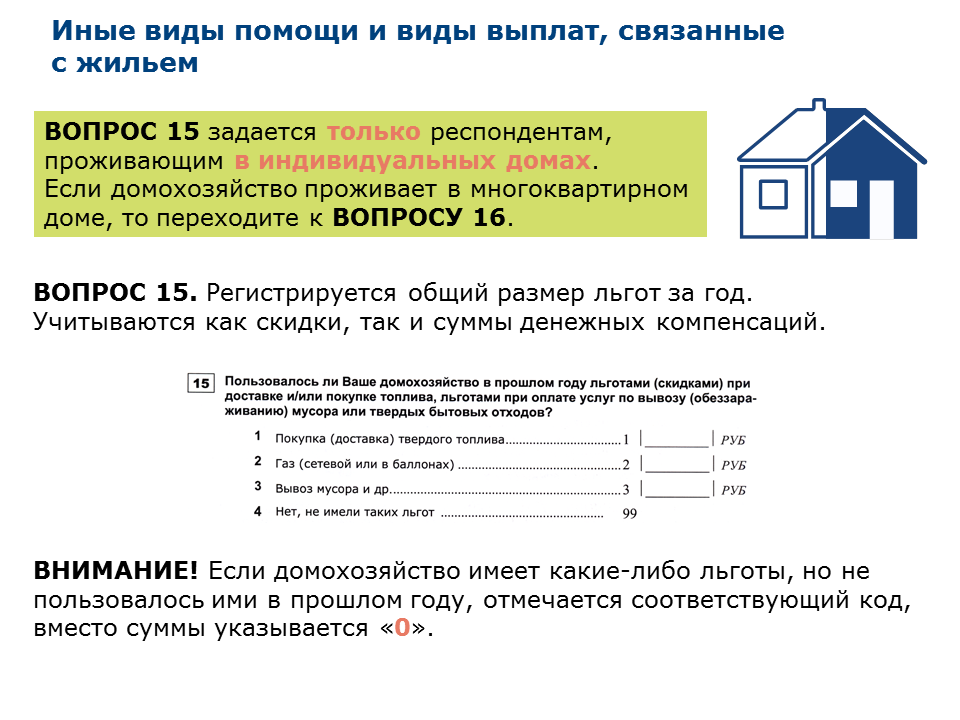 Иные виды помощи и виды выплат, связанные
с жильем
ВОПРОС 15 задается только респондентам,
проживающим в индивидуальных домах.
Если домохозяйство проживает в многоквартирном
доме, то переходите к ВОПРОСУ 16.
ВОПРОС 15. Регистрируется общий размер льгот за год.
Учитываются как скидки, так и суммы денежных компенсаций.
15 Пользовалось ли Ваше домохозяйство в прошлом году льготами (скидками) при
доставке и/или покупке топлива, льготами при оплате услуг по вывозу (обеззара-
живанию) мусора или твердых бытовых отходов?
1 Покупка (доставка) твердого топлива................................1 |________| РУБ
2 Газ (сетевой или в баллонах) .............................................2 |________| РУБ
3 Вывоз мусора и др................................................................3 |________| РУБ
4 Нет, не имели таких льгот ............................................. 99
ВНИМАНИЕ! Если домохозяйство имеет какие-либо льготы, но не
пользовалось ими в прошлом году, отмечается соответствующий код,
вместо суммы указывается «0».